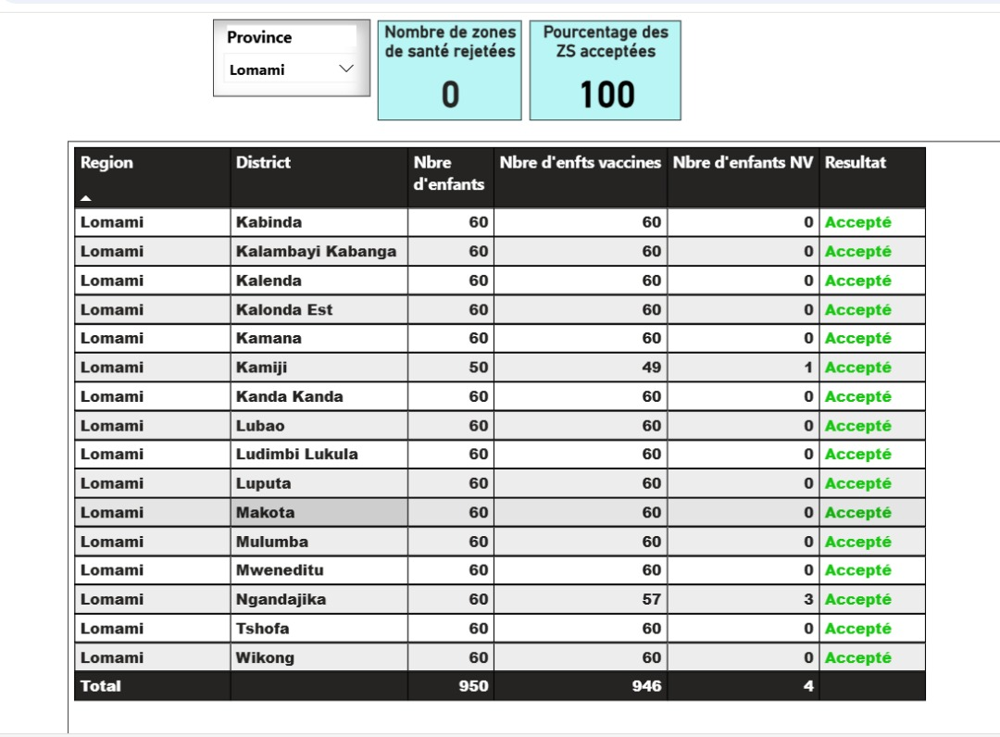 Province
Lomami
Nombre de zones
de santé rejetées
0
Pourcentage des
ZS acceptées
100
Region District Nbre d'enfants Nbre d'enfts vaccines Nbre d'enfants NV Resultat
Lomami Kabinda 60 60 0 Accepté
Lomami Kalambayi Kabanga 60 60 0 Accepté
Lomami Kalenda 60 60 0 Accepté
Lomami Kalonda Est 60 60 0 Accepté
Lomami Kamana 60 60 0 Accepté
Lomami Kamiji 50 49 1 Accepté
Lomami Kanda Kanda 60 60 0 Accepté
Lomami Lubao 60 60 0 Accepté
Lomami Ludimbi Lukula 60 60 0 Accepté
Lomami Luputa 60 60 0 Accepté
Lomami Makota 60 60 0 Accepté
Lomami Mulumba 60 60 0 Accepté
Lomami Mweneditu 60 60 0 Accepté
Lomami Ngandajika 60 57 3 Accepté
Lomami Tshofa 60 60 0 Accepté
Lomami Wikong 60 60 0 Accepté
Total 950 946 4